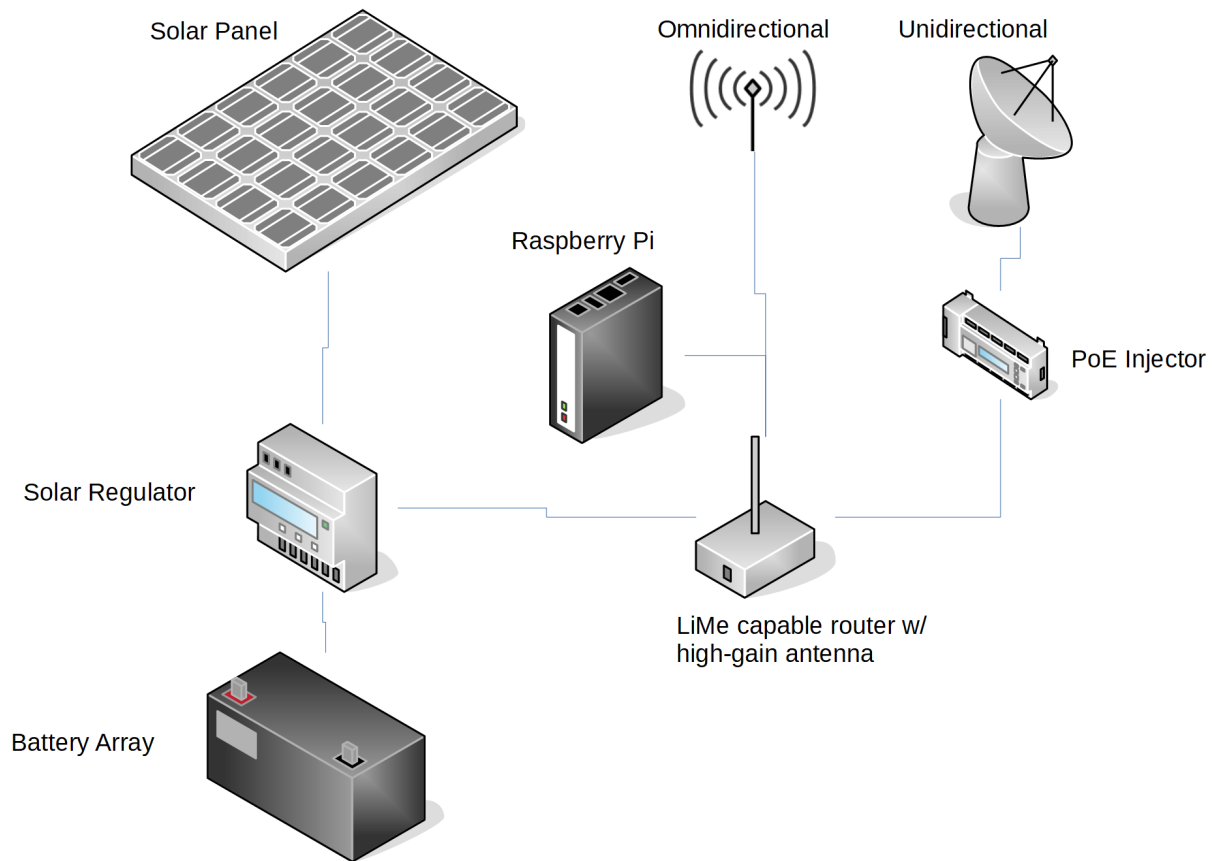 Solar Panel
Omnidirectional
Unidirectional
Raspberry Pi
PoE Injector
Solar Regulator
LiMe capable router w/
high-gain antenna
Battery Array